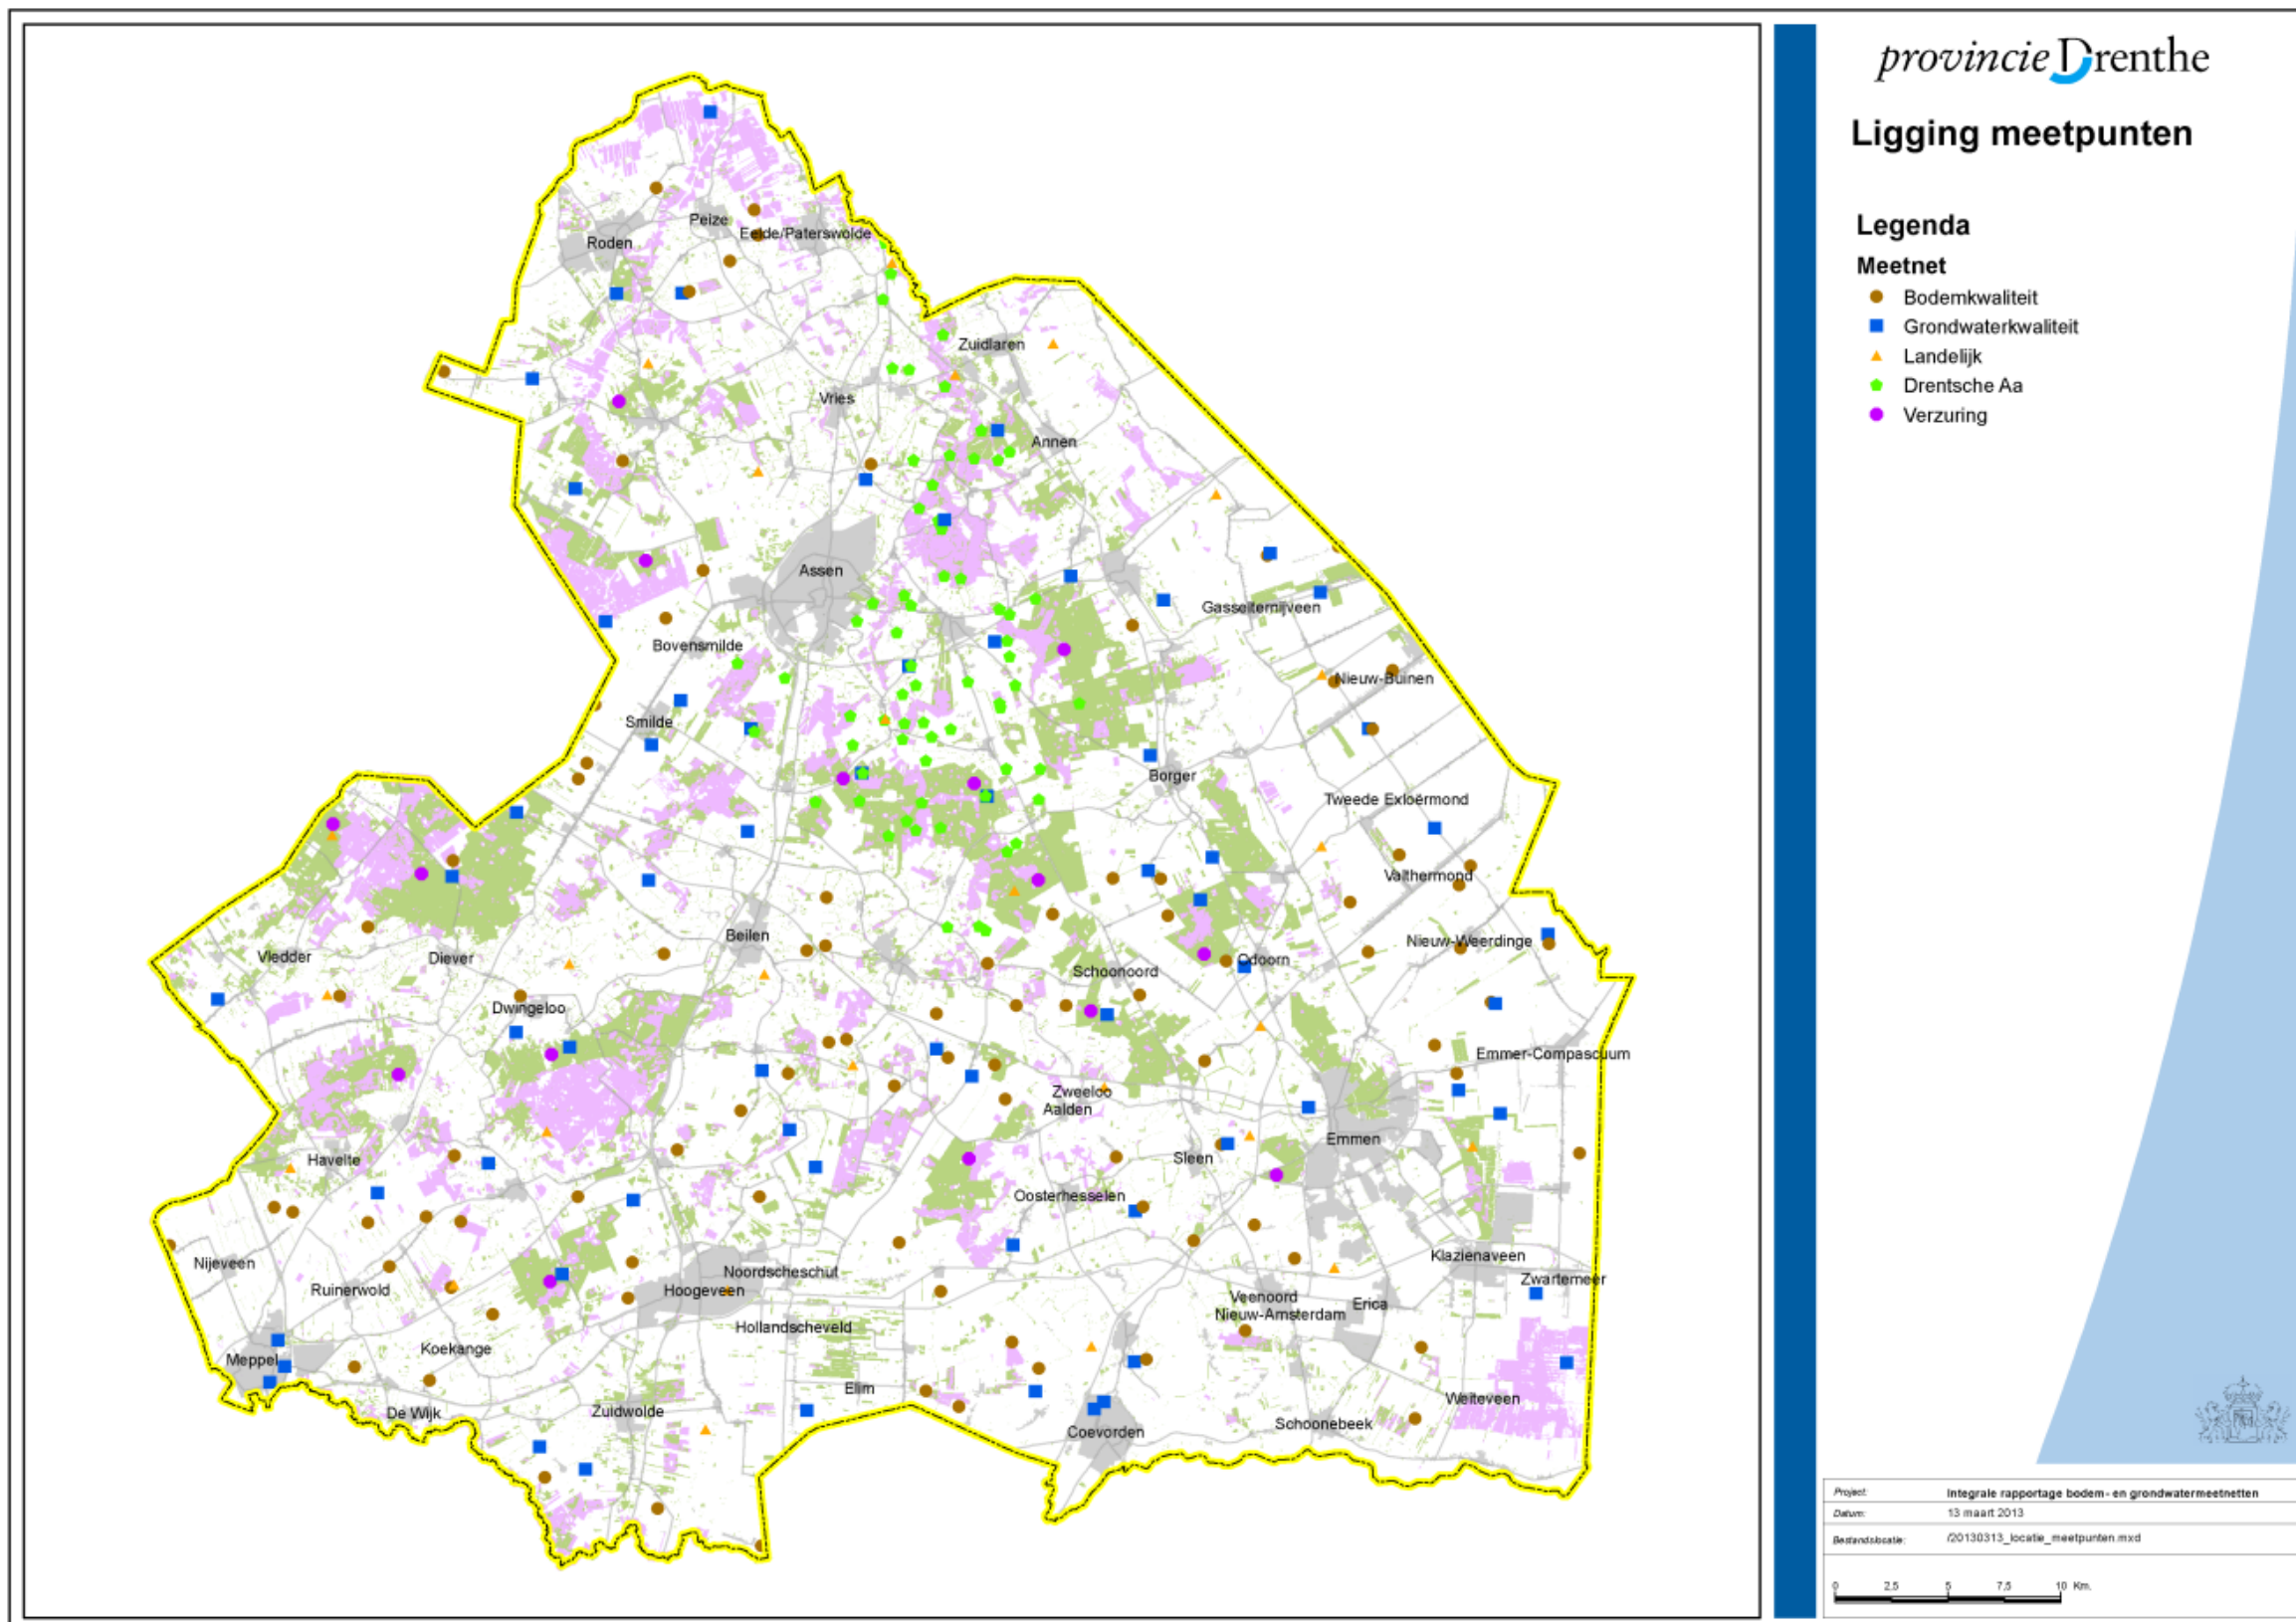 provincie Drenthe
Ligging meetpunten
Legenda
Meetnet
Bodemkwaliteit
Grondwaterkwaliteit
Landelijk
Drentsche Aa
Verzuring
Peize
Roden
Eelde/Paterswolde
Zuidlaren
Vries
Annen
Assen
Gasselternijveen
Bovensmilde
Nieuw-Buinen
Smilde
Borger
Tweede Exloërmond
Valthermond
Beilen
Nieuw-Weerdinge
Vledder
Diever
Odoorn
Schoonoord
Dwingeloo
Emmer-Compascuum
Zweeloo
Aalden
Emmen
Havelte
Sleen
Oosterhesselen
Klazienaveen
Nijeveen
Noordscheschut
Zwartemeer
Ruinerwold
Hoogeveen
Veenoord
Erica
Nieuw-Amsterdam
Hollandscheveld
Koekange
Meppel
Elim
Weiteveen
De Wijk
Zuidwolde
Schoonebeek
Coevorden
Project: Integrale rapportage bodem- en grondwatermeetnetten
Datum: 13 maart 2013
Bestandslocatie: /20130313_locatie_meetpunten.mxd
0 2,5 5 7,5 10 Km.